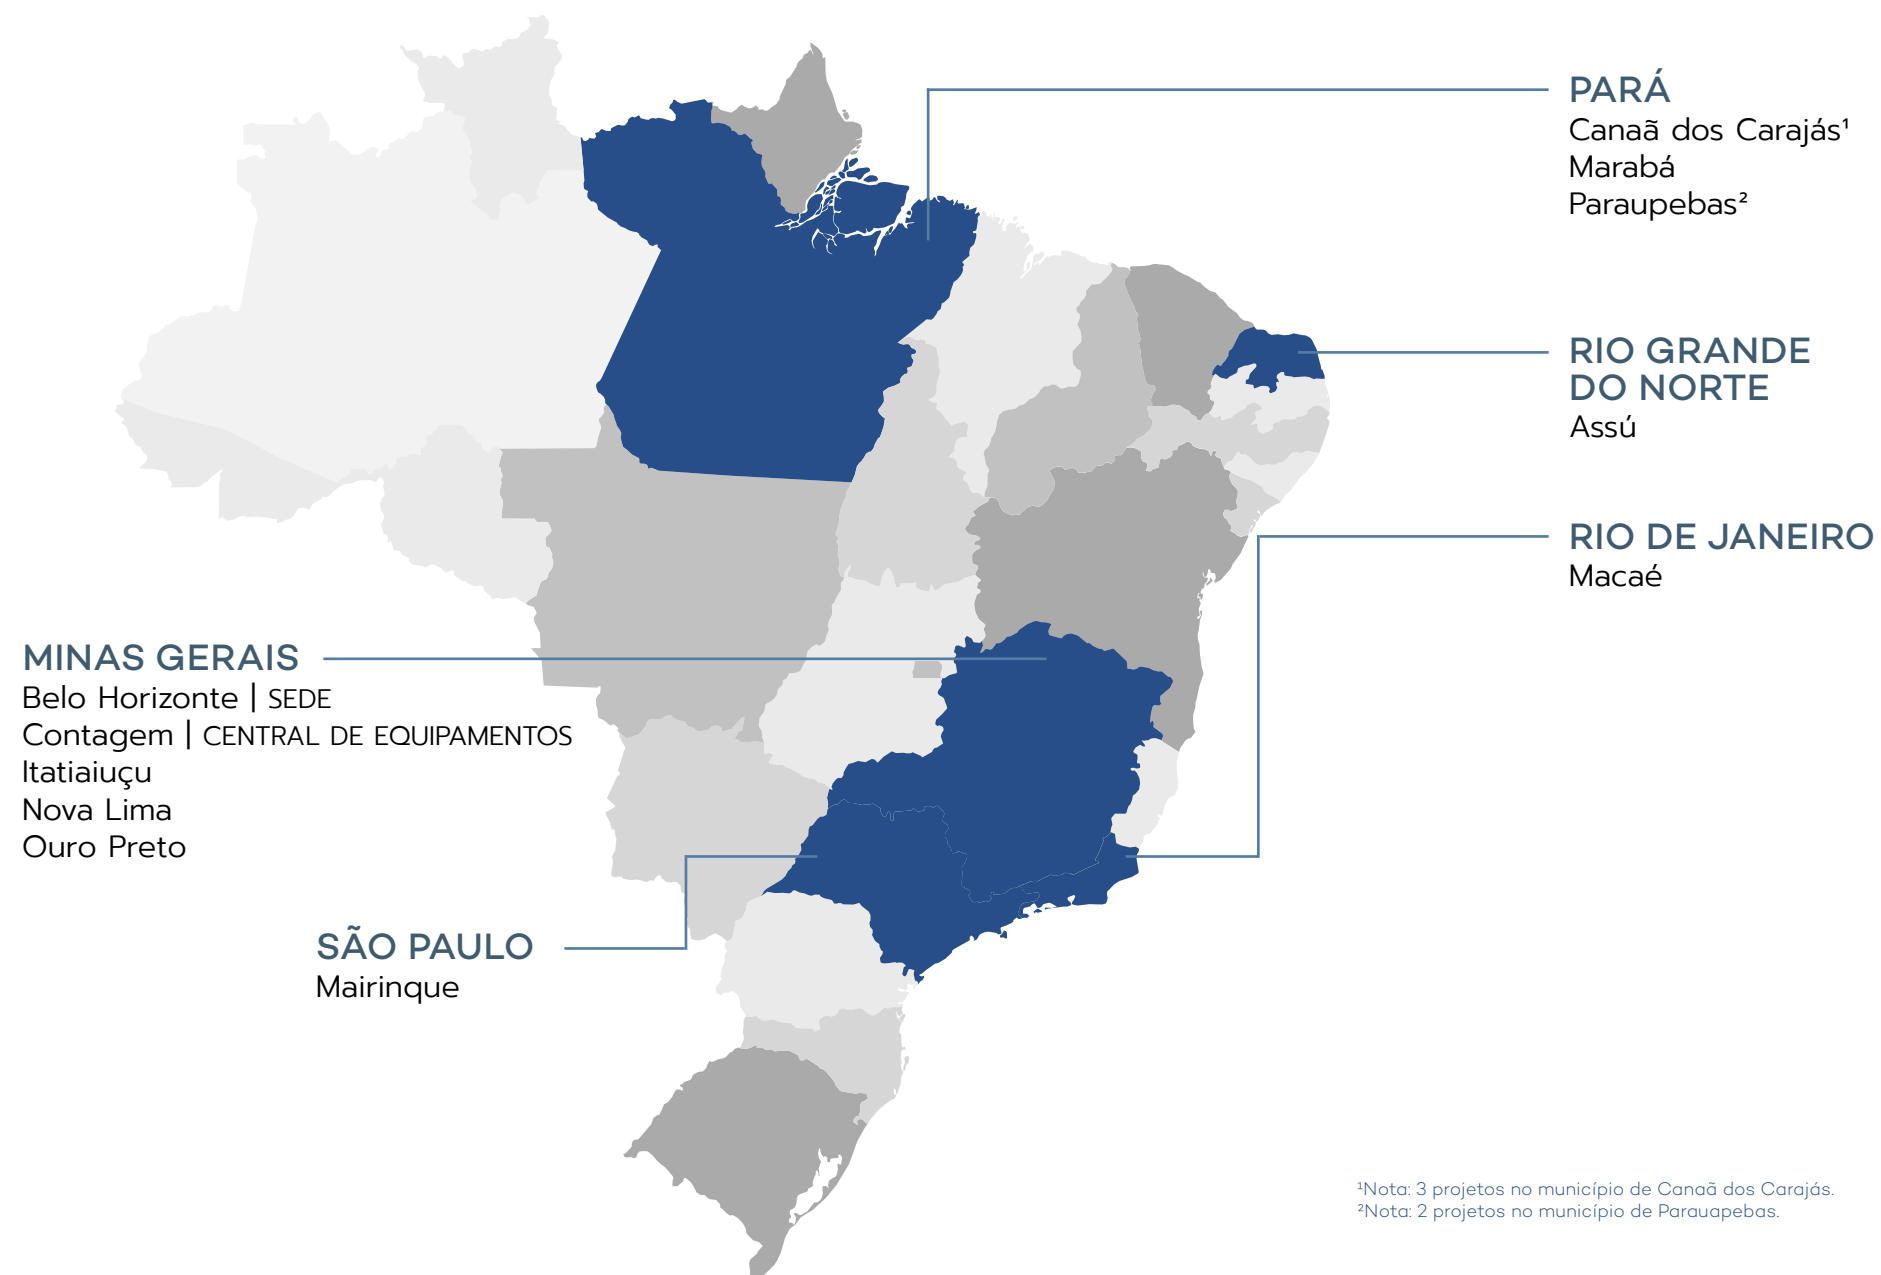 PARÁ
Canaã dos Carajás¹
Marabá
Paraupebas²
RIO GRANDE
DO NORTE
Assú
RIO DE JANEIRO
Macaé
MINAS GERAIS
Belo Horizonte | SEDE
Contagem | CENTRAL DE EQUIPAMENTOS
Itatiaiuçu
Nova Lima
Ouro Preto
SÃO PAULO
Mairinque
¹Nota: 3 projetos no município de Canaã dos Carajás.
²Nota: 2 projetos no município de Parauapebas.